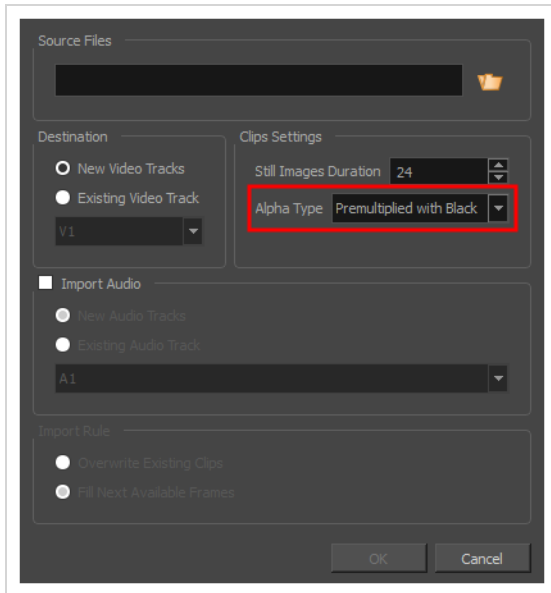 Source Files
Destination
New Video Tracks
Existing Video Track
V1
Clips Settings
Still Images Duration 24
Alpha Type Premultiplied with Black
Import Audio
New Audio Tracks
Existing Audio Track
A1
Import Rule
Overwrite Existing Clips
Fill Next Available Frames
OK Cancel